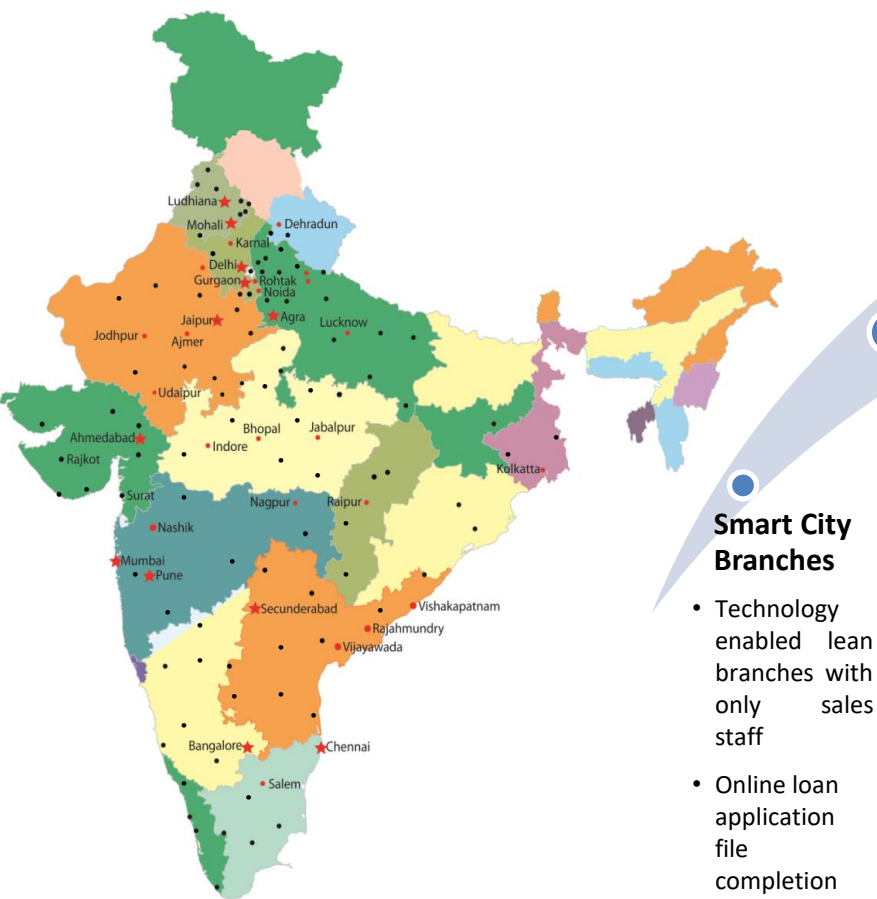 Ludhiana
Mohali
Dehradun
Karnal
Delhi
Gurgaon
Rohtak
Noida
Jaipur
Agra
Lucknow
Jodhpur
Ajmer
Udaipur
Bhopal
Jabalpur
Ahmedabad
Indore
Rajkot
Kolkatta
Surat
Nagpur
Raipur
Nashik
Mumbai
Pune
Secunderabad
Vishakapatnam
Rajahmundry
Vijayawada
Bangalore
Chennai
Salem
Smart City
Branches
• Technology
enabled lean
branches with
only sales
staff
• Online loan
application
file
completion